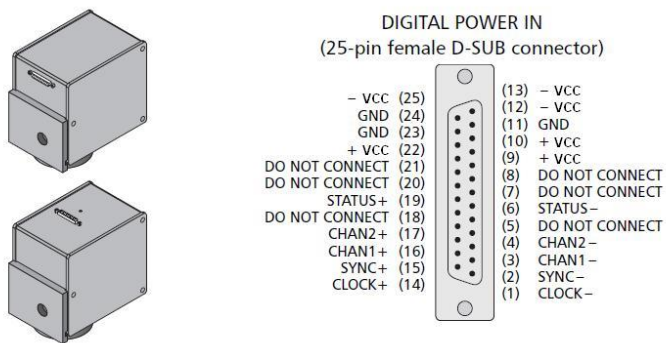 DIGITAL POWER IN
(25-pin female D-SUB connector)
− VCC (25)
GND (24)
GND (23)
+ VCC (22)
DO NOT CONNECT (21)
DO NOT CONNECT (20)
STATUS+ (19)
DO NOT CONNECT (18)
CHAN2+ (17)
CHAN1+ (16)
SYNC+ (15)
CLOCK+ (14)
(13) − VCC
(12) − VCC
(11) GND
(10) + VCC
(9) + VCC
(8) DO NOT CONNECT
(7) DO NOT CONNECT
(6) STATUS−
(5) DO NOT CONNECT
(4) CHAN2−
(3) CHAN1−
(2) SYNC−
(1) CLOCK−